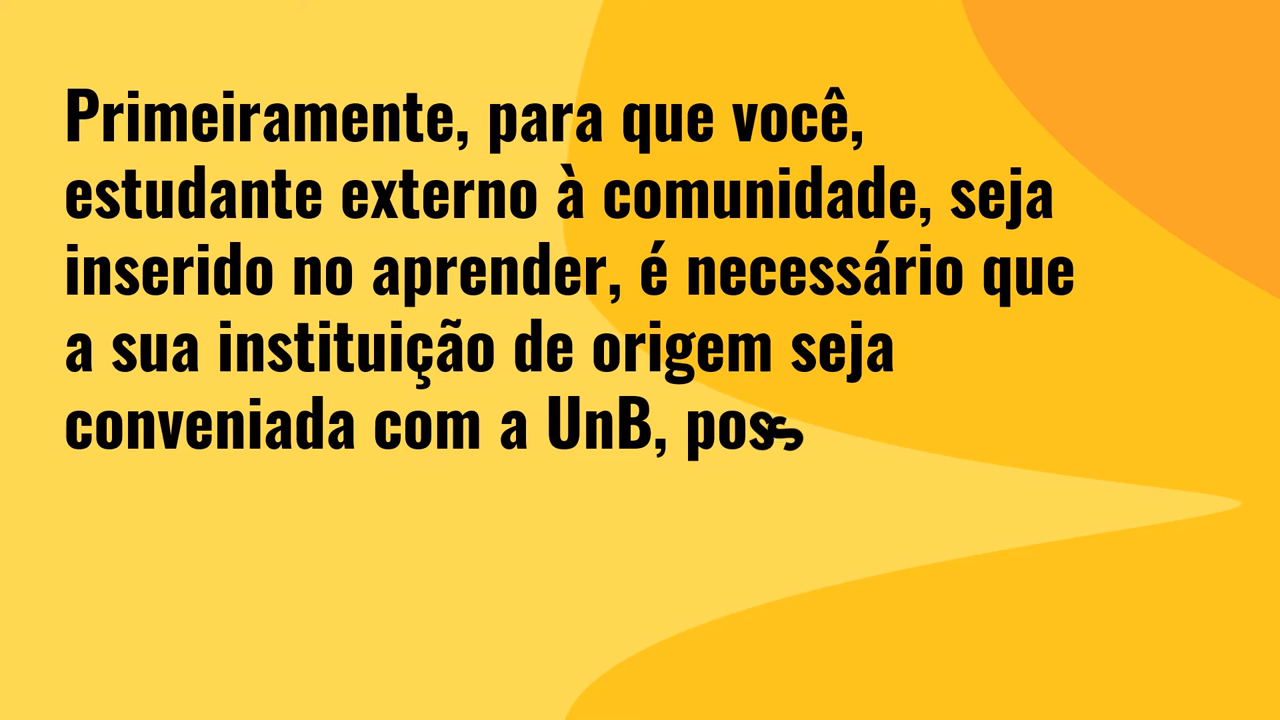 Primeiramente, para que você,
estudante externo à comunidade, seja
inserido no aprender, é necessário que
a sua instituição de origem seja
conveniada com a UnB, poss